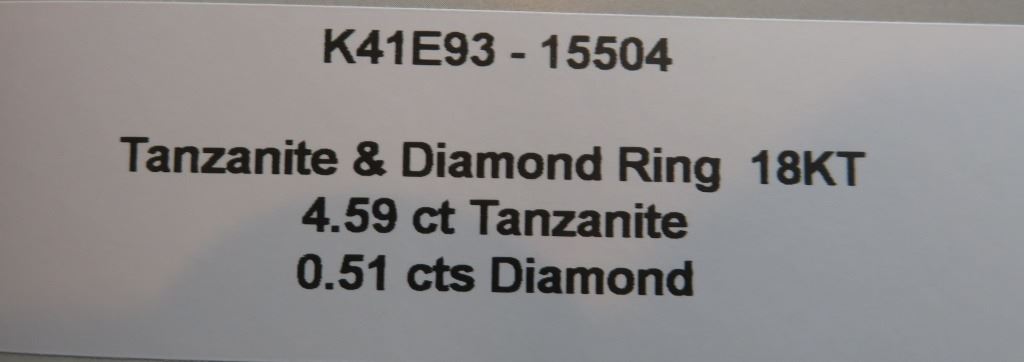 K41E93 - 15504
Tanzanite & Diamond Ring 18KT
4.59 ct Tanzanite
0.51 cts Diamond